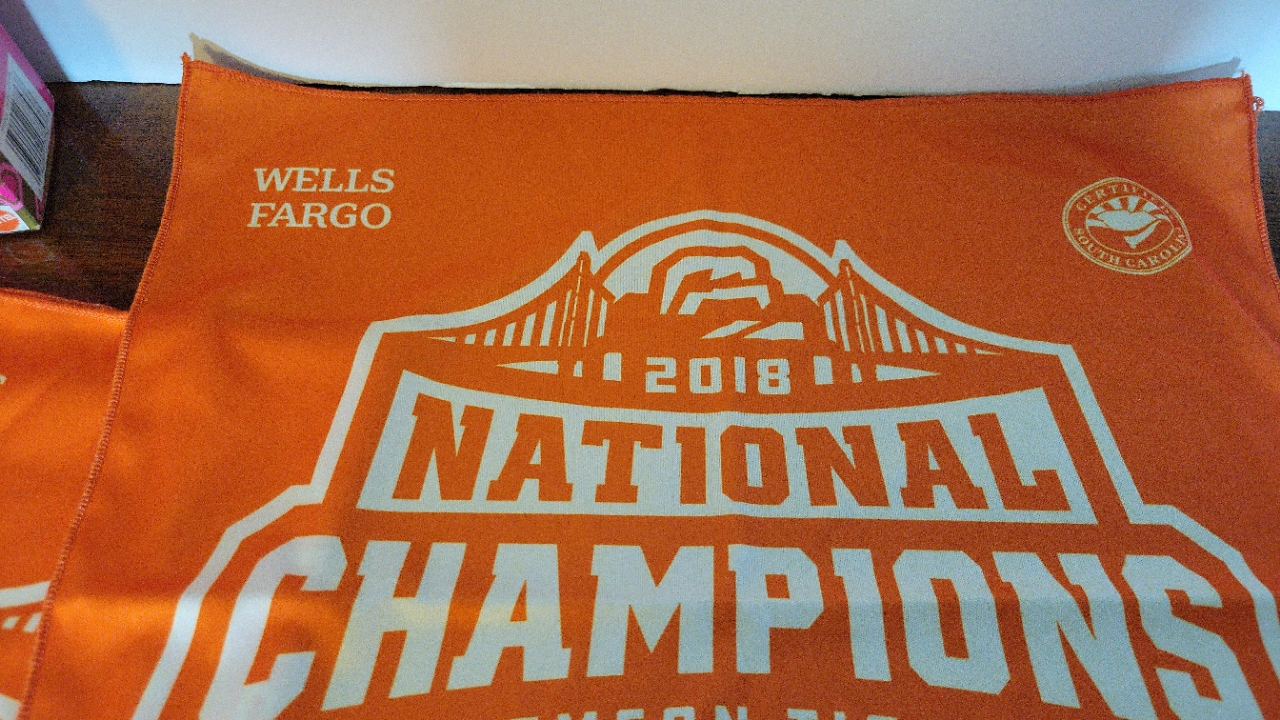 WELLS
FARGO
CERTIFIED
SOUTH CAROLINA
2018
NATIONAL
CHAMPIONS